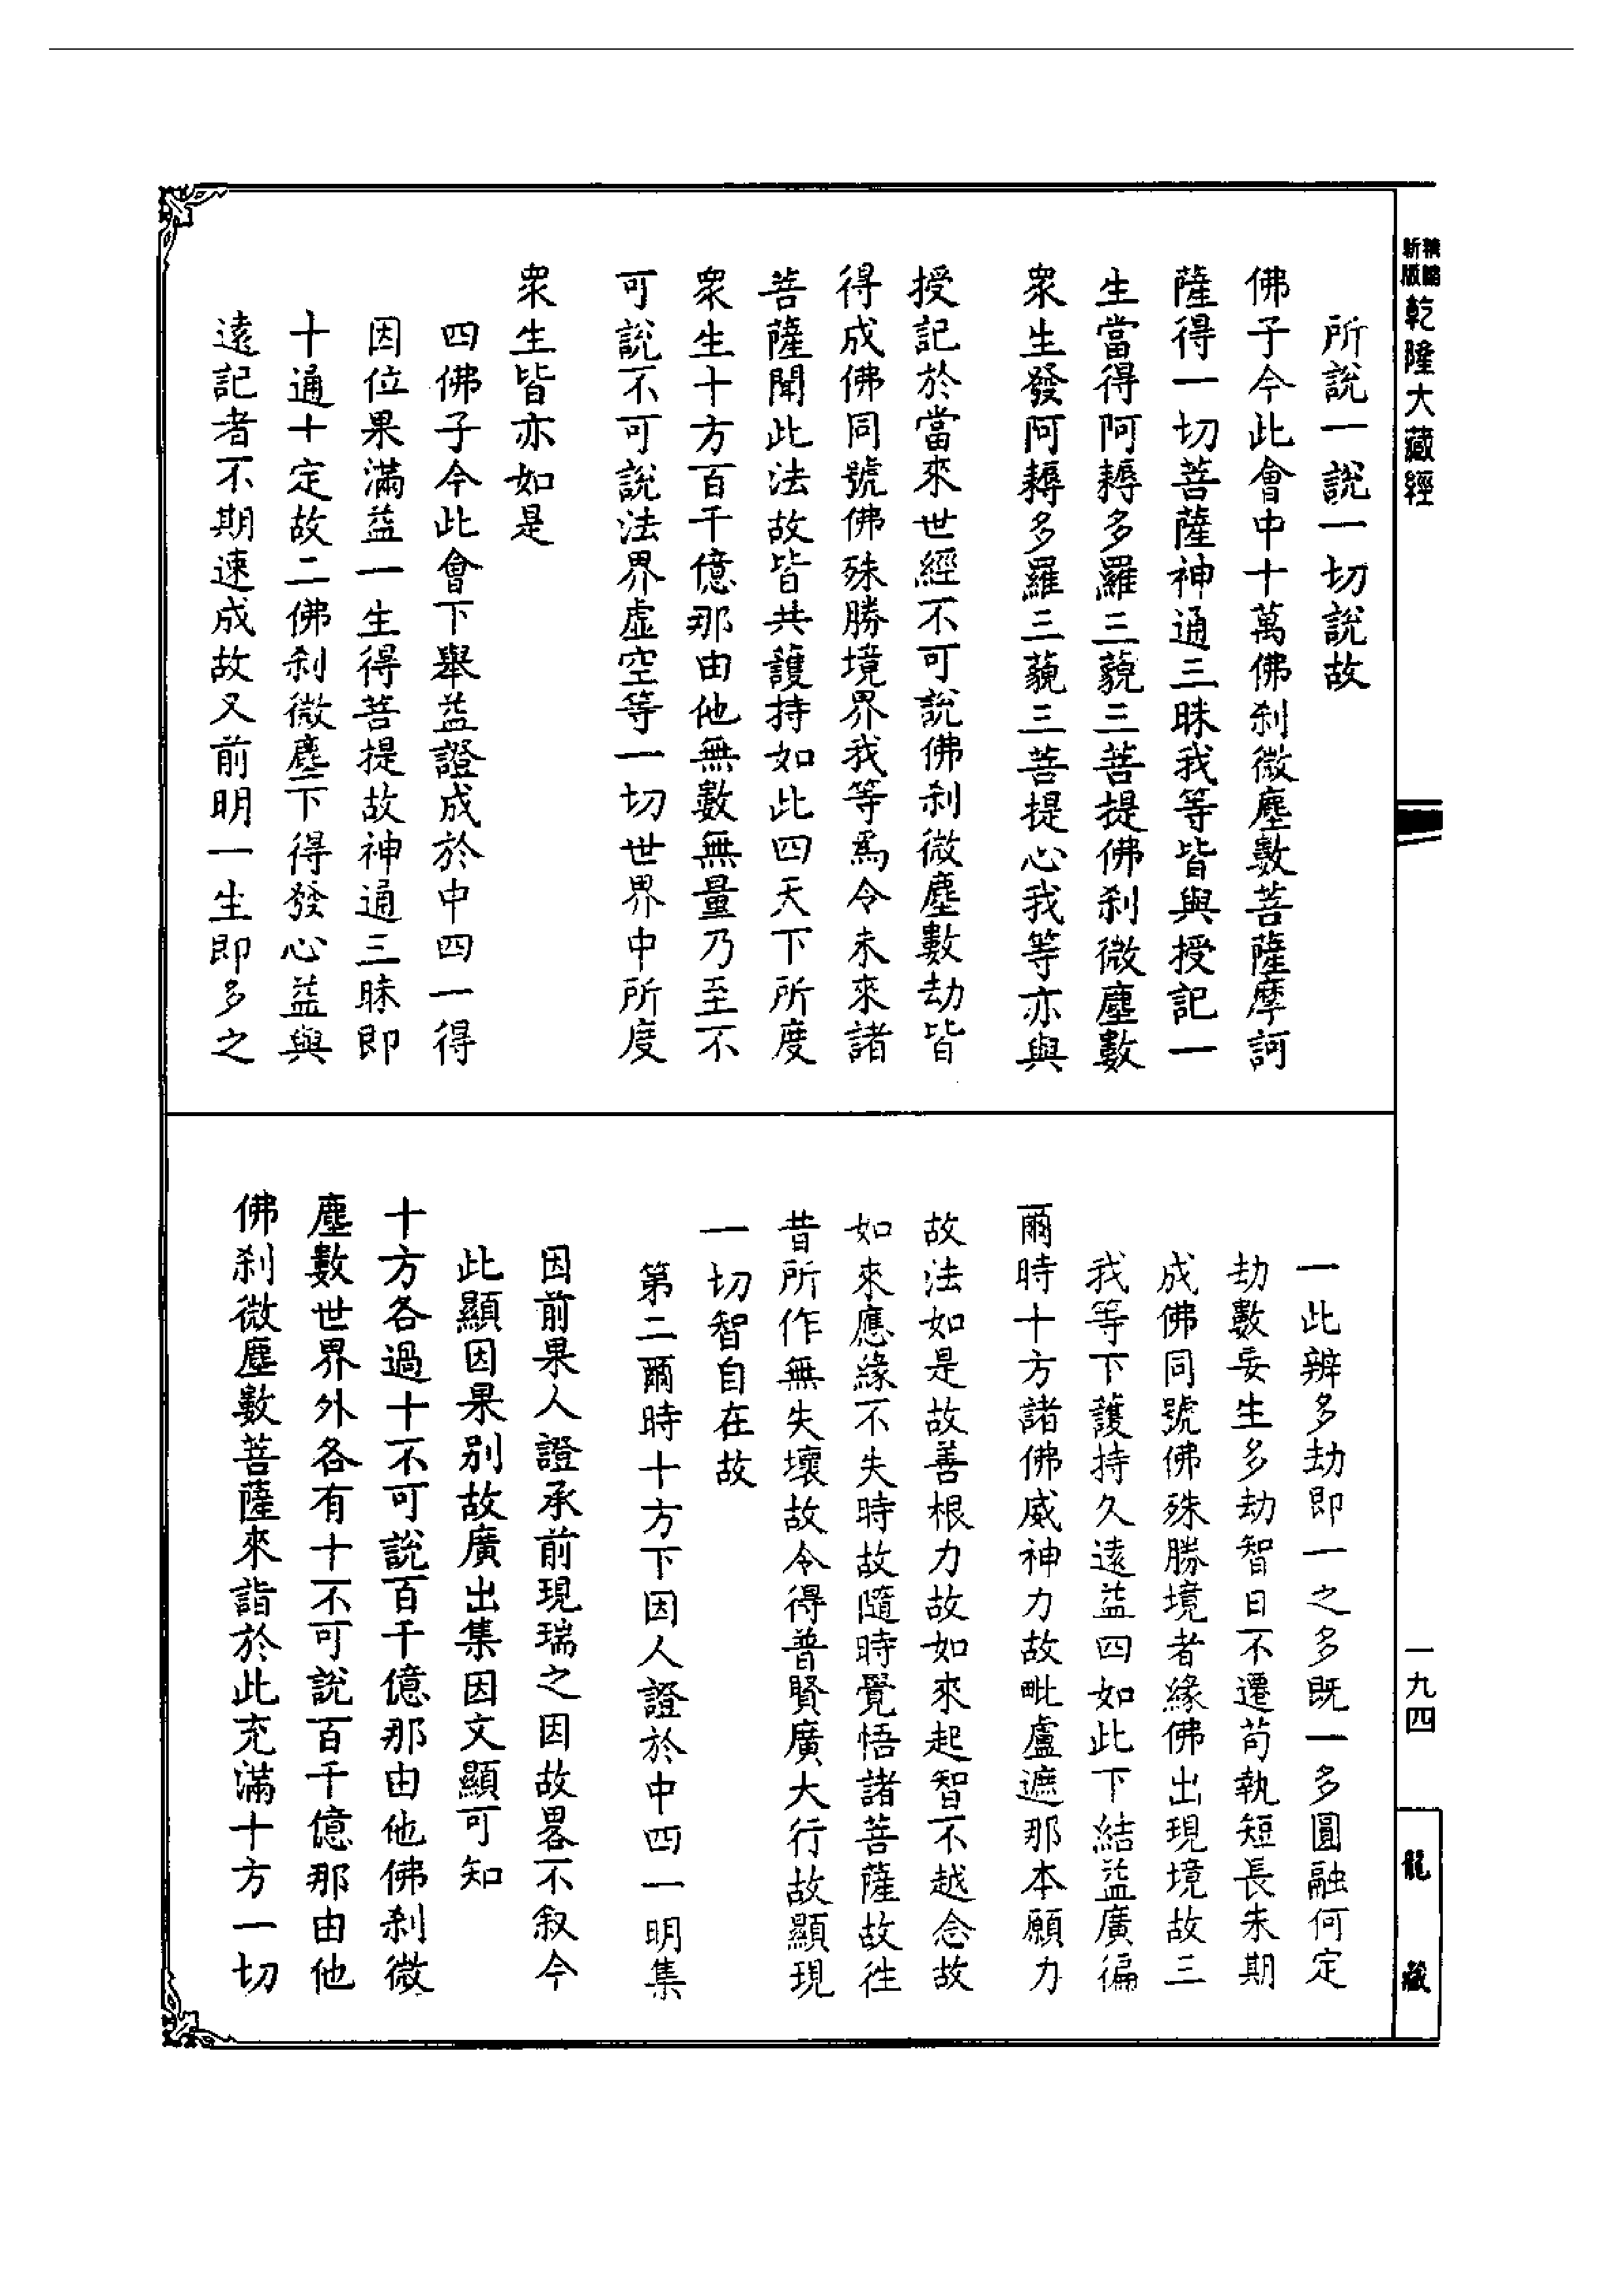 精縮
新版
乾隆大藏經
所說一說一切說故
佛子今此會中十萬佛刹微塵數菩薩摩訶
薩得一切菩薩神通三昧我等皆與授記一
生當得阿耨多羅三藐三菩提佛刹微塵數
衆生發阿耨多羅三藐三菩提心我等亦與
授記於當來世經不可說佛刹微塵數劫皆
得成佛同號佛殊勝境界我等爲令未來諸
菩薩聞此法故皆共護持如此四天下所度
衆生十方百千億那由他無數無量乃至不
可說不可說法界虛空等一切世界中所度
衆生皆亦如是
四佛子今此會下舉益證成於中四一得
因位果滿益一生得菩提故神通三昧即
十通十定故二佛刹微塵下得發心益與
遠記者不期速成故又前明一生即多之
一此辨多劫即一之多既一多圓融何定
劫數妄生多劫智日不遷苟執短長未期
成佛同號佛殊勝境者緣佛出現境故三
我等下護持久遠益四如此下結益廣徧
爾時十方諸佛威神力故毗盧遮那本願力
故法如是故善根力故如來起智不越念故
如來應緣不失時故隨時覺悟諸菩薩故往
昔所作無失壞故令得普賢廣大行故顯現
一切智自在故
第二爾時十方下因人證於中四一明集
因前果人證承前現瑞之因故畧不叙今
此顯因果別故廣出集因文顯可知
十方各過十不可說百千億那由他佛刹微
塵數世界外各有十不可說百千億那由他
佛刹微塵數菩薩來詣於此充滿十方一切
一九四
龍藏